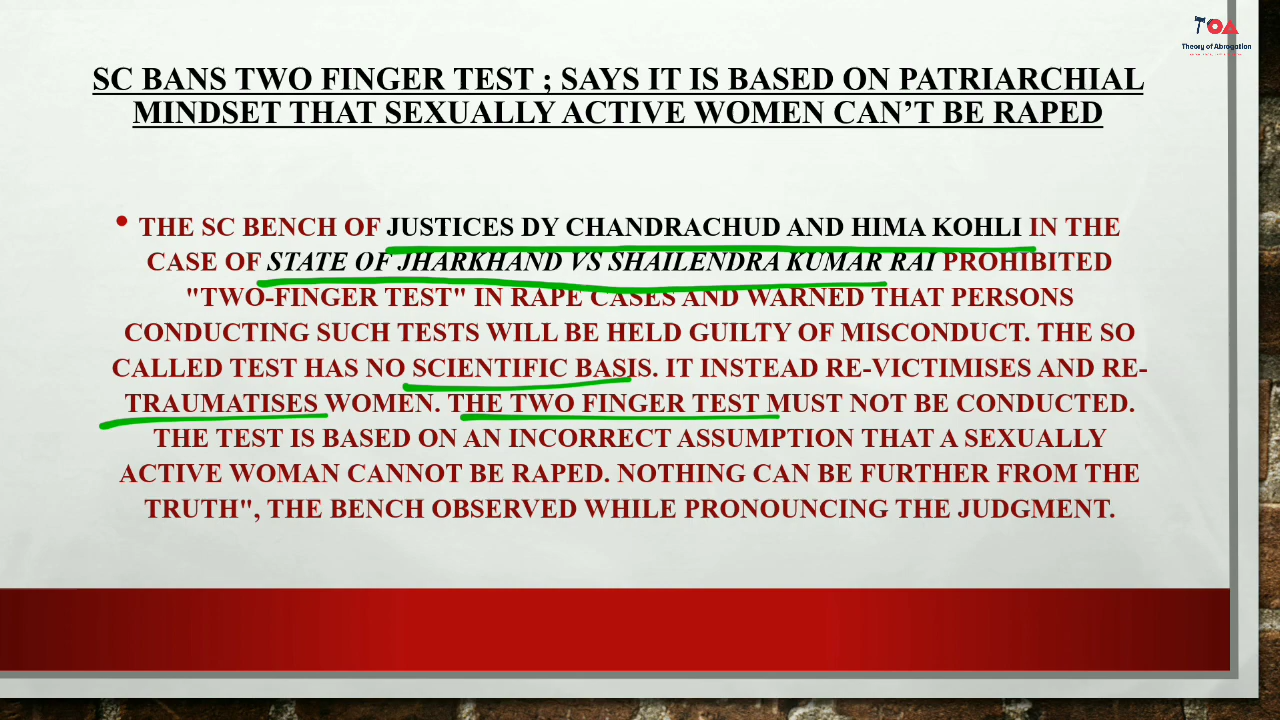 TOA
Theory of Abrogation
SC BANS TWO FINGER TEST ; SAYS IT IS BASED ON PATRIARCHIAL
MINDSET THAT SEXUALLY ACTIVE WOMEN CAN'T BE RAPED
• THE SC BENCH OF JUSTICES DY CHANDRACHUD AND HIMA KOHLI IN THE
CASE OF STATE OF JHARKHAND VS SHAILENDRA KUMAR RAI PROHIBITED
"TWO-FINGER TEST" IN RAPE CASES AND WARNED THAT PERSONS
CONDUCTING SUCH TESTS WILL BE HELD GUILTY OF MISCONDUCT. THE SO
CALLED TEST HAS NO SCIENTIFIC BASIS. IT INSTEAD RE-VICTIMISES AND RE-
TRAUMATISES WOMEN. THE TWO FINGER TEST MUST NOT BE CONDUCTED.
THE TEST IS BASED ON AN INCORRECT ASSUMPTION THAT A SEXUALLY
ACTIVE WOMAN CANNOT BE RAPED. NOTHING CAN BE FURTHER FROM THE
TRUTH", THE BENCH OBSERVED WHILE PRONOUNCING THE JUDGMENT.